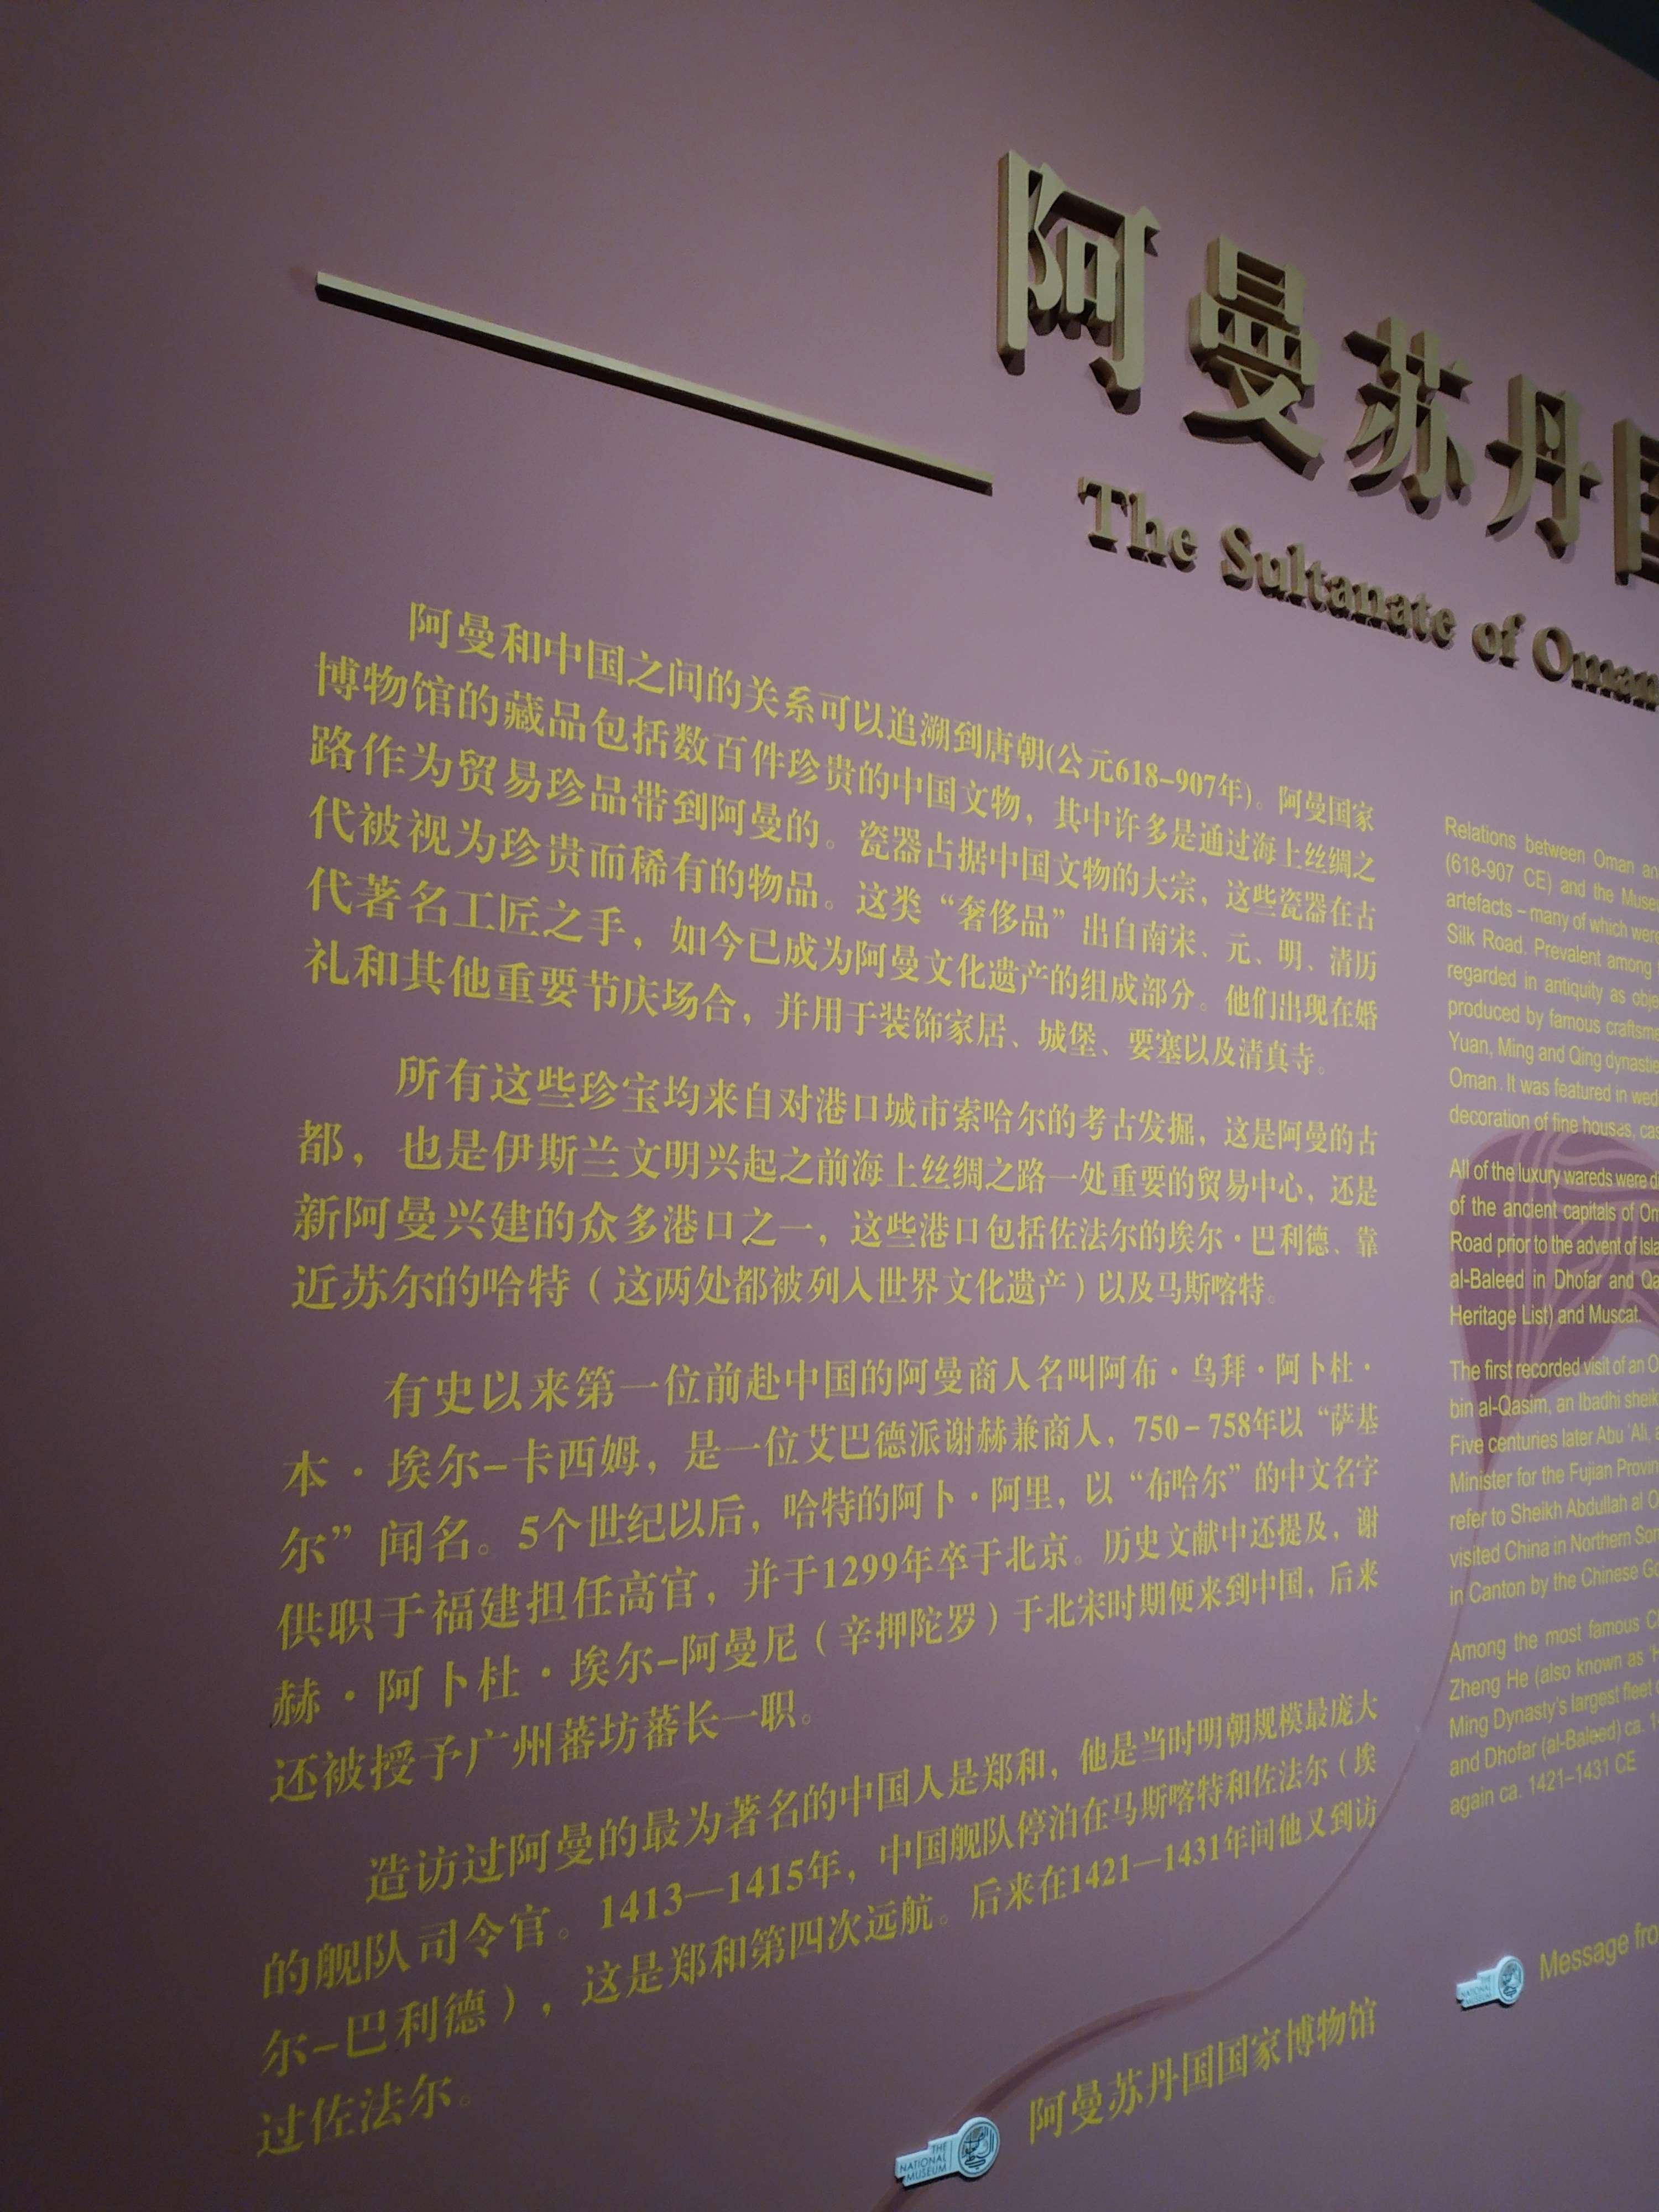 阿曼苏丹国
The Sultanate of Oman
阿曼和中国之间的关系可以追溯到唐朝(公元618-907年)。阿曼国家
博物馆的藏品包括数百件珍贵的中国文物，其中许多是通过海上丝绸之
路作为贸易珍品带到阿曼的。瓷器占据中国文物的大宗，这些瓷器在古
代被视为珍贵而稀有的物品。这类“奢侈品”出自南宋、元、明、清历
代著名工匠之手，如今已成为阿曼文化遗产的组成部分。他们出现在婚
礼和其他重要节庆场合，并用于装饰家居、城堡、要塞以及清真寺。
所有这些珍宝均来自对港口城市索哈尔的考古发掘，这是阿曼的古
都，也是伊斯兰文明兴起之前海上丝绸之路一处重要的贸易中心，还是
新阿曼兴建的众多港口之一，这些港口包括佐法尔的埃尔·巴利德、靠
近苏尔的哈特（这两处都被列入世界文化遗产）以及马斯喀特。
有史以来第一位前赴中国的阿曼商人名叫阿布·乌拜·阿卜杜·
本·埃尔-卡西姆，是一位艾巴德派谢赫兼商人，750-758年以“萨基
尔”闻名。5个世纪以后，哈特的阿卜·阿里，以“布哈尔”的中文名字
供职于福建担任高官，并于1299年卒于北京。历史文献中还提及，谢
赫·阿卜杜·埃尔-阿曼尼（辛押陀罗）于北宋时期便来到中国，后来
还被授予广州蕃坊蕃长一职。
造访过阿曼的最为著名的中国人是郑和，他是当时明朝规模最庞大
的舰队司令官。1413—1415年，中国舰队停泊在马斯喀特和佐法尔（埃
尔-巴利德），这是郑和第四次远航。后来在1421—1431年间他又到访
过佐法尔。
阿曼苏丹国国家博物馆
THE
NATIONAL
MUSEUM
Relations between Oman
(618-907 CE) and the
artefacts – many of which were
Silk Road. Prevalent among
regarded in antiquity as
produced by famous
Yuan, Ming and Qing
Oman. It was featured in
decoration of fine houses,
All of the luxury wareds were
of the ancient capitals of
Road prior to the advent of
al-Baleed in Dhofar and
Heritage List) and Muscat.
The first recorded visit of an
bin al-Qasim, an Ibadhi
Five centuries later Abu 'Ali,
Minister for the Fujian
refer to Sheikh Abdullah al
visited China in Northern
in Canton by the Chinese
Among the most famous
Zheng He (also known as
Ming Dynasty's largest fleet
and Dhofar (al-Baleed) ca.
again ca. 1421–1431 CE
THE
NATIONAL
MUSEUM
Message